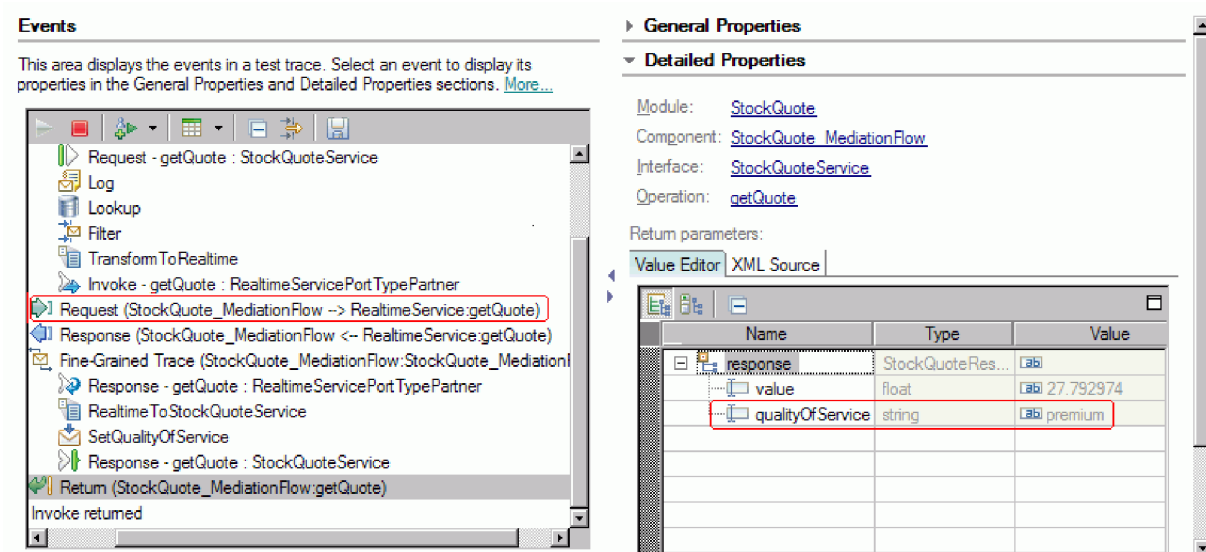 Events
This area displays the events in a test trace. Select an event to display its
properties in the General Properties and Detailed Properties sections. More...
Request - getQuote : StockQuoteService
Log
Lookup
Filter
TransformToRealtime
Invoke - getQuote : RealtimeServicePortTypePartner
Request (StockQuote_MediationFlow --> RealtimeService:getQuote)
Response (StockQuote_MediationFlow <-- RealtimeService:getQuote)
Fine-Grained Trace (StockQuote_MediationFlow:StockQuote_Mediation
Response - getQuote : RealtimeServicePortTypePartner
RealtimeToStockQuoteService
SetQualityOfService
Response - getQuote : StockQuoteService
Return (StockQuote_MediationFlow:getQuote)
Invoke returned
General Properties
Detailed Properties
Module: StockQuote
Component: StockQuote_MediationFlow
Interface: StockQuoteService
Operation: getQuote
Return parameters:
Value Editor XML Source
Name Type Value
response StockQuoteRes... ab
value float ab 27.792974
qualityOfService string ab premium